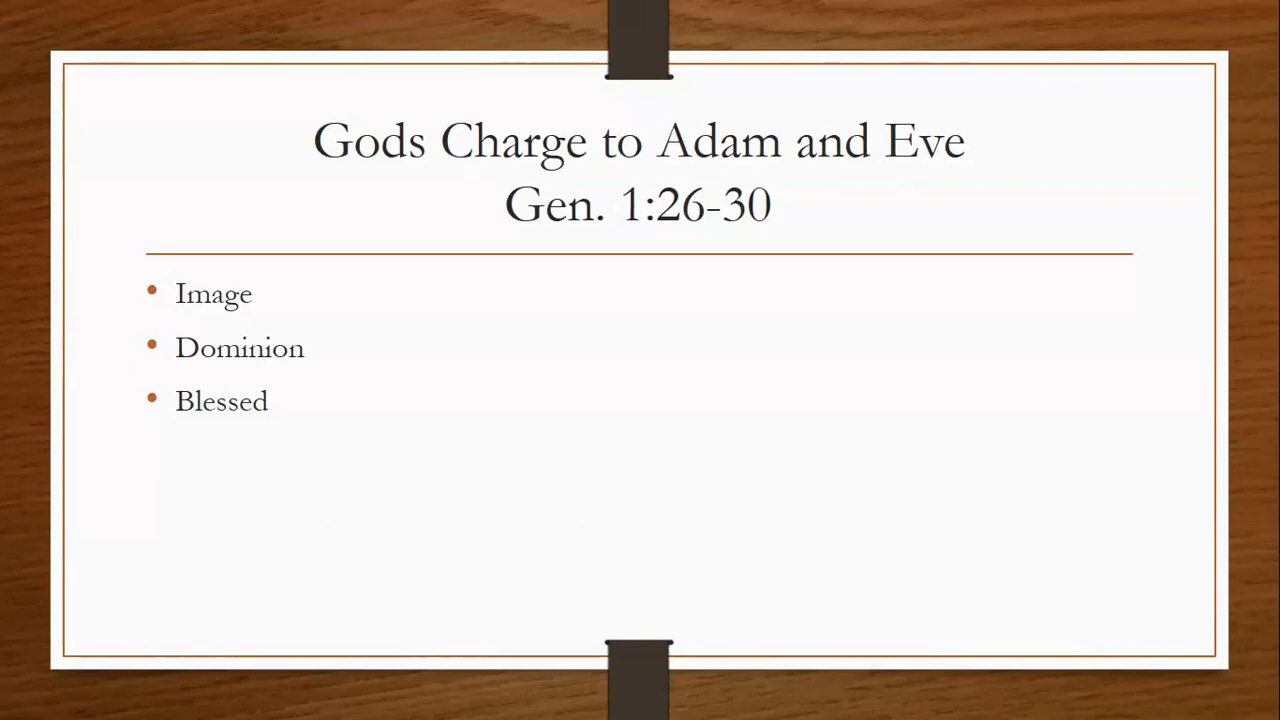 Gods Charge to Adam and Eve
Gen. 1:26-30
• Image
• Dominion
• Blessed